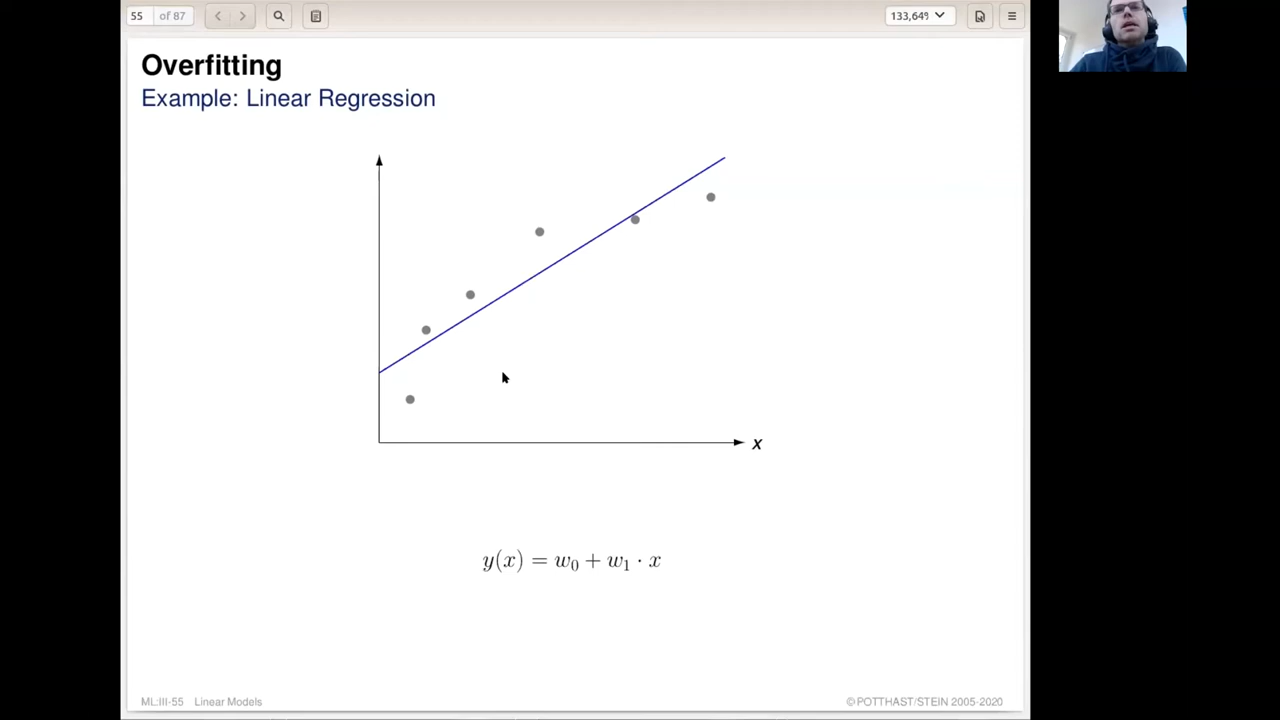 55 of 87
133,64%
Overfitting
Example: Linear Regression
x
y(x) = w₀ + w₁ · x
ML:III-55 Linear Models
© POTTHAST/STEIN 2005-2020